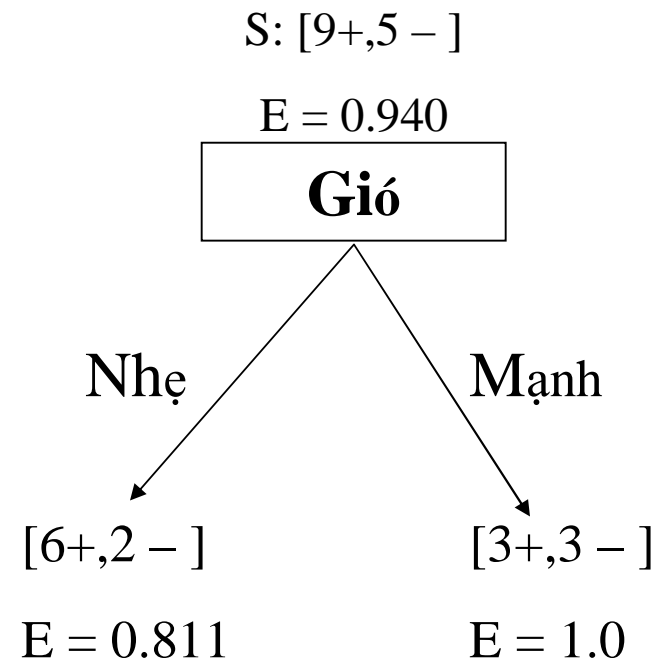 S: [9+,5 – ]
E = 0.940
Gió
Nhẹ
Mạnh
[6+,2 – ]
[3+,3 – ]
E = 0.811
E = 1.0